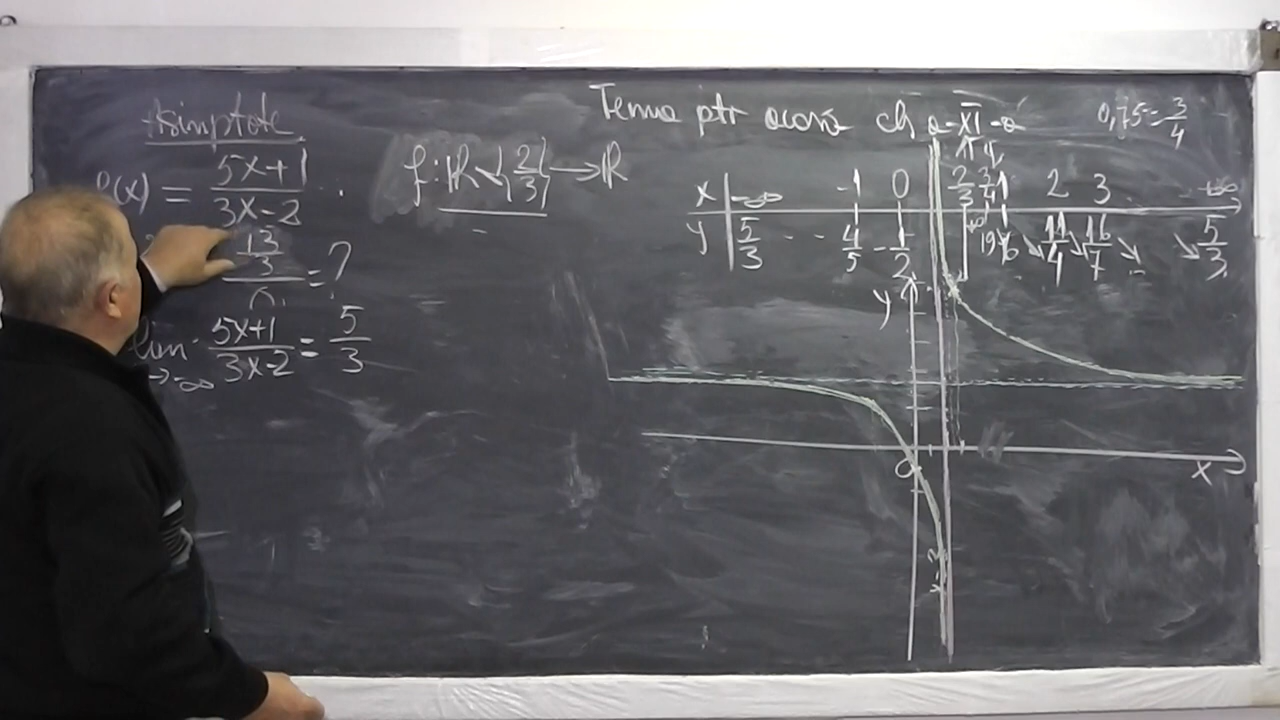 Asimptote
f(x) = (5x+1)/(3x-2)
(13/3)/0 = ?
lim x→-∞ (5x+1)/(3x-2) = 5/3
f: ℝ \ {2/3} → ℝ
Tema ptr acasă cls a-XI-a
0,75 = 3/4
x | -∞ -1 0 2/3 3/4 1 2 3 +∞
y | 5/3 - - 4/5 -1/2 +∞ 19 6 ↘ 11/4 ↘ 16/7 ↘ ↘ 5/3
y
O
x